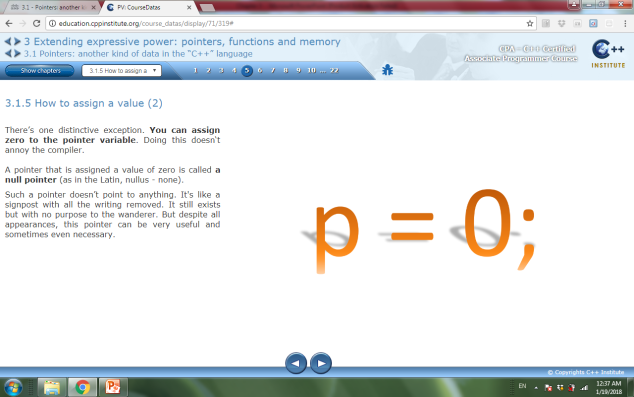 3.1 - Pointers: another k
PV: CourseDatas
education.cppinstitute.org/course_datas/display/71/319#
3 Extending expressive power: pointers, functions and memory
3.1 Pointers: another kind of data in the "C++" language
CPA – C++ Certified
Associate Programmer Course
C++
INSTITUTE
Show chapters
3.1.5 How to assign a
1 2 3 4 5 6 7 8 9 10 ... 22
3.1.5 How to assign a value (2)
There's one distinctive exception. You can assign
zero to the pointer variable. Doing this doesn't
annoy the compiler.
A pointer that is assigned a value of zero is called a
null pointer (as in the Latin, nullus - none).
Such a pointer doesn't point to anything. It's like a
signpost with all the writing removed. It still exists
but with no purpose to the wanderer. But despite all
appearances, this pointer can be very useful and
sometimes even necessary.
p = 0;
© Copyrights C++ Institute
EN
12:37 AM
1/19/2018